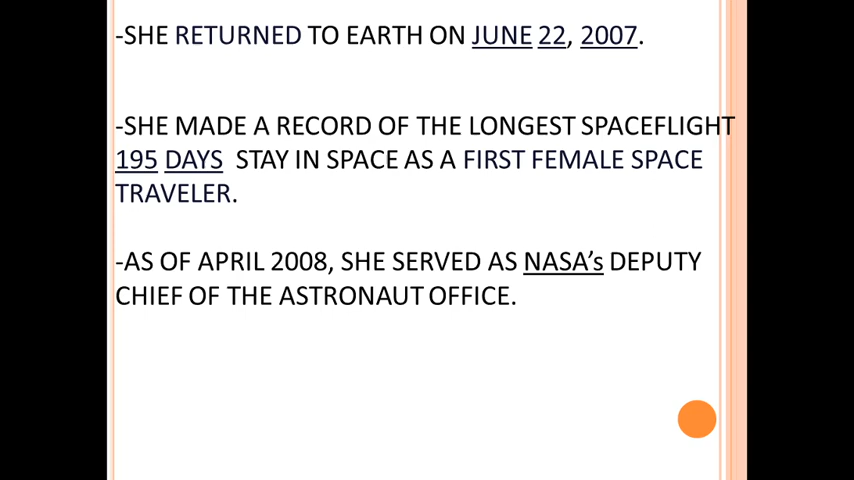 -SHE RETURNED TO EARTH ON JUNE 22, 2007.
-SHE MADE A RECORD OF THE LONGEST SPACEFLIGHT
195 DAYS STAY IN SPACE AS A FIRST FEMALE SPACE
TRAVELER.
-AS OF APRIL 2008, SHE SERVED AS NASA’s DEPUTY
CHIEF OF THE ASTRONAUT OFFICE.